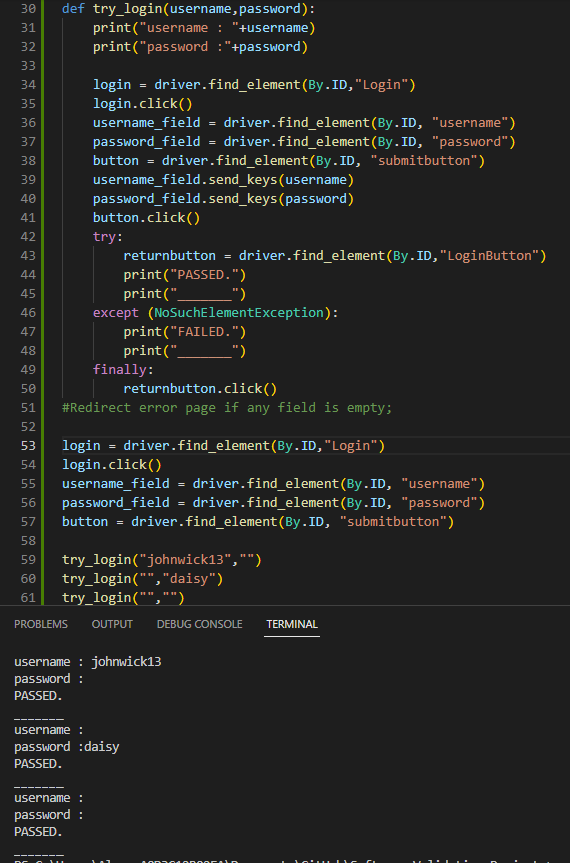 30 def try_login(username,password):
31     print("username : "+username)
32     print("password :"+password)
33
34     login = driver.find_element(By.ID,"Login")
35     login.click()
36     username_field = driver.find_element(By.ID, "username")
37     password_field = driver.find_element(By.ID, "password")
38     button = driver.find_element(By.ID, "submitbutton")
39     username_field.send_keys(username)
40     password_field.send_keys(password)
41     button.click()
42     try:
43         returnbutton = driver.find_element(By.ID,"LoginButton")
44         print("PASSED.")
45         print("_______")
46     except (NoSuchElementException):
47         print("FAILED.")
48         print("_______")
49     finally:
50         returnbutton.click()
51 #Redirect error page if any field is empty;
52
53 login = driver.find_element(By.ID,"Login")
54 login.click()
55 username_field = driver.find_element(By.ID, "username")
56 password_field = driver.find_element(By.ID, "password")
57 button = driver.find_element(By.ID, "submitbutton")
58
59 try_login("johnwick13","")
60 try_login("","daisy")
61 try_login("","")
PROBLEMS OUTPUT DEBUG CONSOLE TERMINAL
username : johnwick13
password :
PASSED.
_______
username :
password :daisy
PASSED.
_______
username :
password :
PASSED.
_______